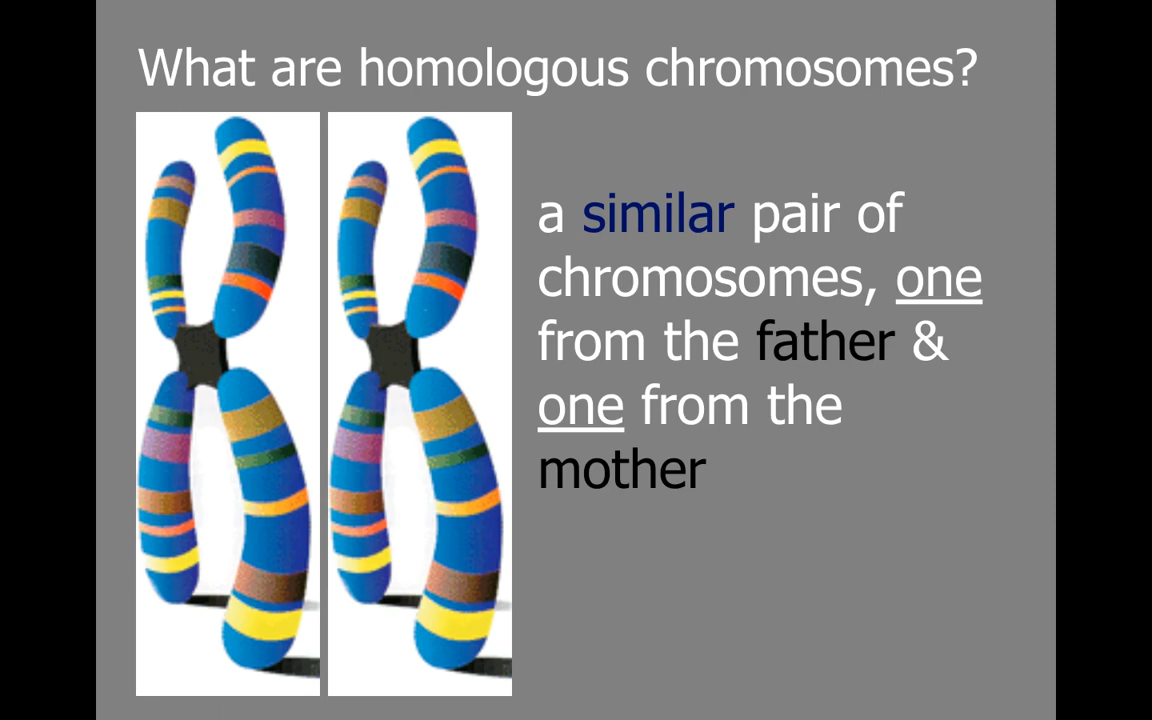 What are homologous chromosomes?
a similar pair of
chromosomes, one
from the father &
one from the
mother